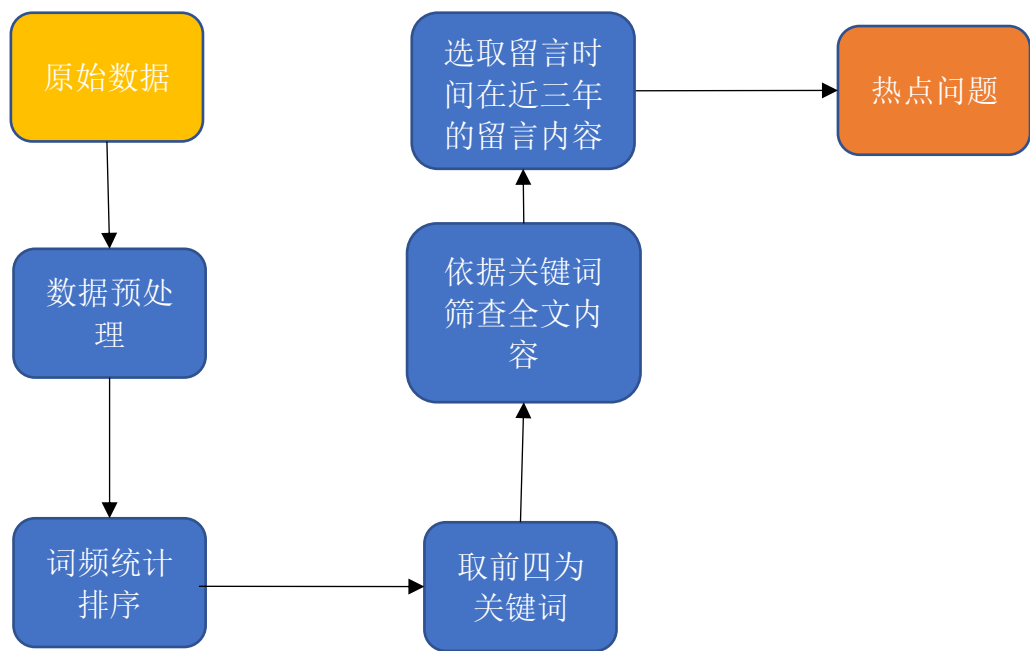 原始数据
数据预处
理
词频统计
排序
取前四为
关键词
依据关键词
筛查全文内
容
选取留言时
间在近三年
的留言内容
热点问题